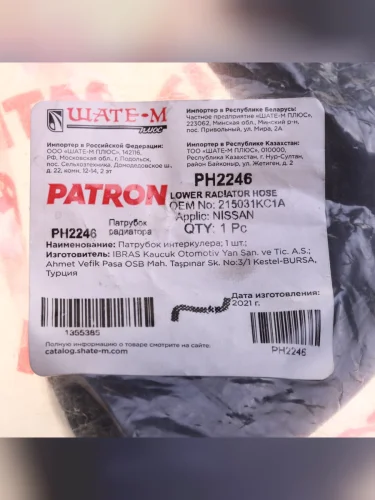 ШАТЕ-М
ПЛЮС
Импортер в Российской Федерации:
ООО «ШАТЕ-М ПЛЮС», 142116,
РФ, Московская обл., г. Подольск,
пос. Сельхозтехника, Домодедовское ш.,
д. 22, комн. 12-14, 2 эт
Импортер в Республике Беларусь:
Частное предприятие «ШАТЕ-М ПЛЮС»,
223062, Минская обл., Минский р-н,
пос. Привольный, ул. Мира, 2А
Импортер в Республике Казахстан:
ТОО «ШАТЕ-М ПЛЮС», 010000,
Республика Казахстан, г. Нур-Султан,
район Байконыр, ул. Жетиген, д. 2
PATRON
PH2246
LOWER RADIATOR HOSE
OEM No: 215031KC1A
Applic: NISSAN
QTY: 1 Pc
PH2246
Патрубок
радиатора
Наименование: Патрубок интеркулера; 1 шт.;
Изготовитель: IBRAS Kaucuk Otomotiv Yan San. ve Tic. A.S.;
Ahmet Vefik Pasa OSB Mah. Taşpınar Sk. No:3/1 Kestel-BURSA,
Турция
Дата изготовления:
2021 г.
1355385
PH2246
Полную информацию о товаре смотрите на сайте.
catalog.shate-m.com